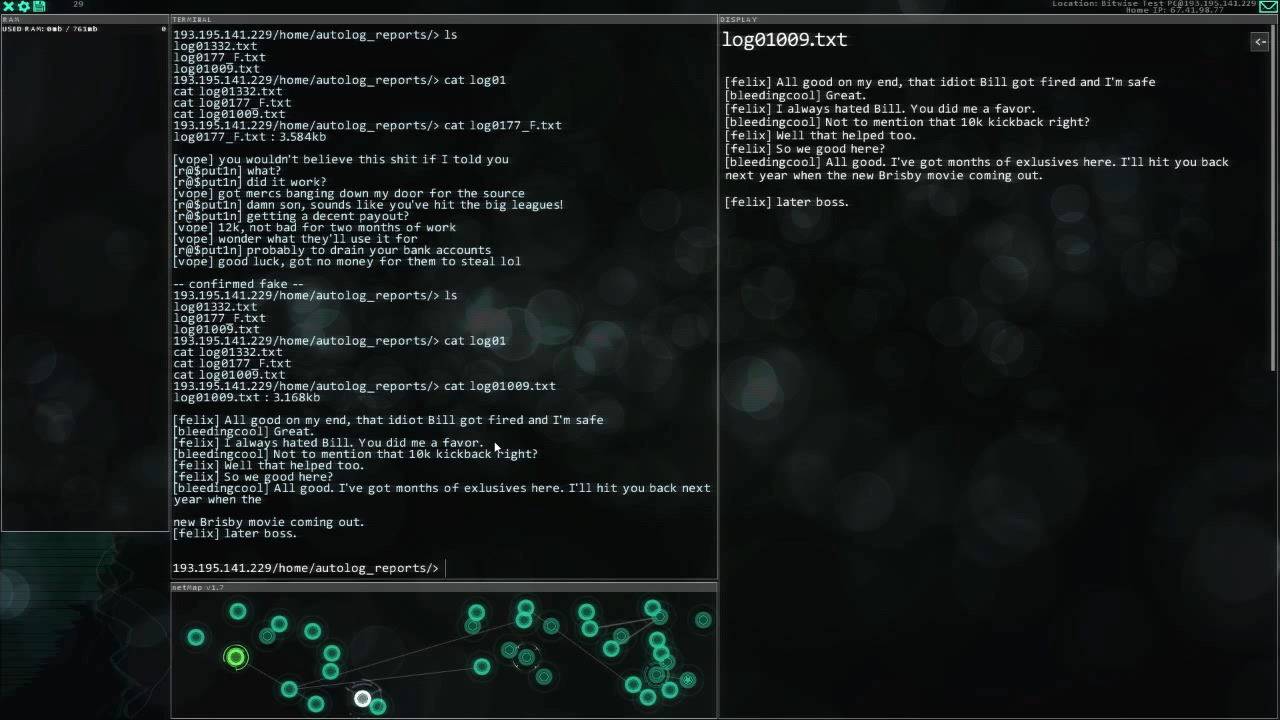 29
Location: Bitwise Test PC@193.195.141.229
Home IP: 67.41.98.77
RAM
USED RAM: 0mb / 761mb 0
TERMINAL
193.195.141.229/home/autolog_reports/> ls
log01332.txt
log0177_F.txt
log01009.txt
193.195.141.229/home/autolog_reports/> cat log01
cat log01332.txt
cat log0177_F.txt
cat log01009.txt
193.195.141.229/home/autolog_reports/> cat log0177_F.txt
log0177_F.txt : 3.584kb
[vope] you wouldn't believe this shit if I told you
[r@$put1n] what?
[r@$put1n] did it work?
[vope] got mercs banging down my door for the source
[r@$put1n] damn son, sounds like you've hit the big leagues!
[r@$put1n] getting a decent payout?
[vope] 12k, not bad for two months of work
[vope] wonder what they'll use it for
[r@$put1n] probably to drain your bank accounts
[vope] good luck, got no money for them to steal lol
-- confirmed fake --
193.195.141.229/home/autolog_reports/> ls
log01332.txt
log0177_F.txt
log01009.txt
193.195.141.229/home/autolog_reports/> cat log01
cat log01332.txt
cat log0177_F.txt
cat log01009.txt
193.195.141.229/home/autolog_reports/> cat log01009.txt
log01009.txt : 3.168kb
[felix] All good on my end, that idiot Bill got fired and I'm safe
[bleedingcool] Great.
[felix] I always hated Bill. You did me a favor.
[bleedingcool] Not to mention that 10k kickback right?
[felix] Well that helped too.
[felix] So we good here?
[bleedingcool] All good. I've got months of exlusives here. I'll hit you back next
year when the
new Brisby movie coming out.
[felix] later boss.
193.195.141.229/home/autolog_reports/>
netMap v1.7
DISPLAY
log01009.txt
<-
[felix] All good on my end, that idiot Bill got fired and I'm safe
[bleedingcool] Great.
[felix] I always hated Bill. You did me a favor.
[bleedingcool] Not to mention that 10k kickback right?
[felix] Well that helped too.
[felix] So we good here?
[bleedingcool] All good. I've got months of exlusives here. I'll hit you back
next year when the new Brisby movie coming out.
[felix] later boss.